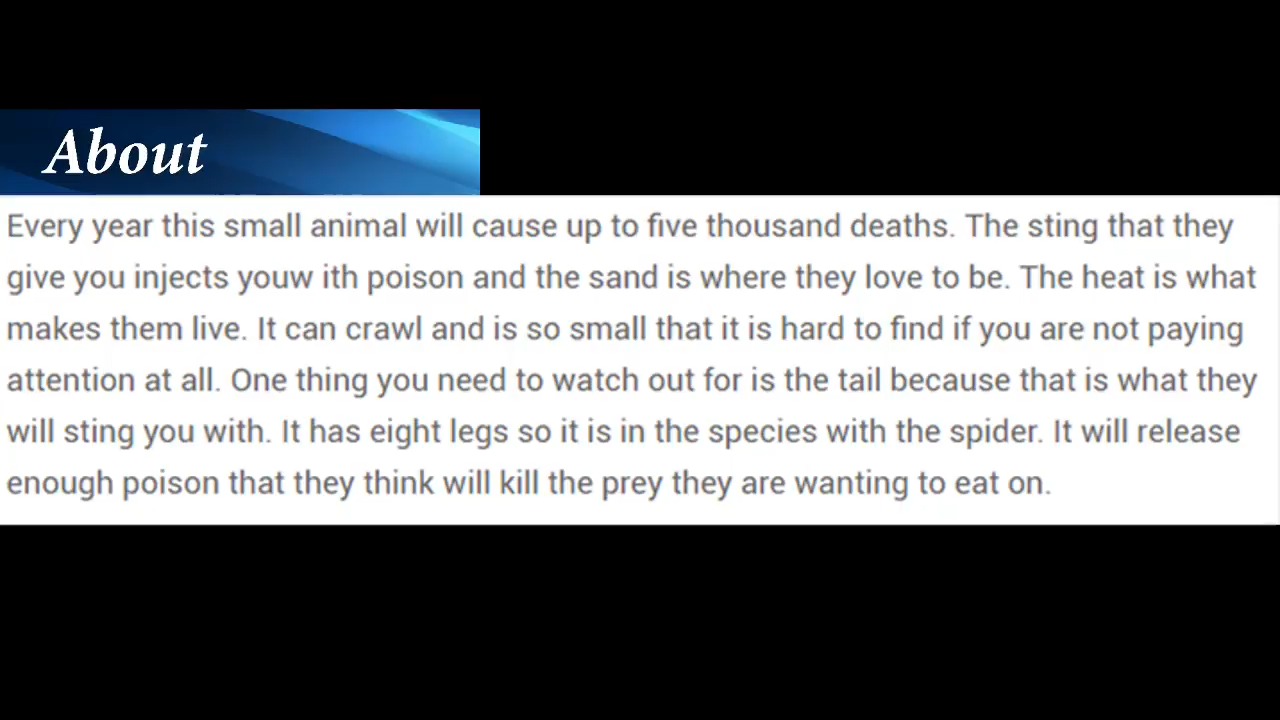 About
Every year this small animal will cause up to five thousand deaths. The sting that they
give you injects youw ith poison and the sand is where they love to be. The heat is what
makes them live. It can crawl and is so small that it is hard to find if you are not paying
attention at all. One thing you need to watch out for is the tail because that is what they
will sting you with. It has eight legs so it is in the species with the spider. It will release
enough poison that they think will kill the prey they are wanting to eat on.